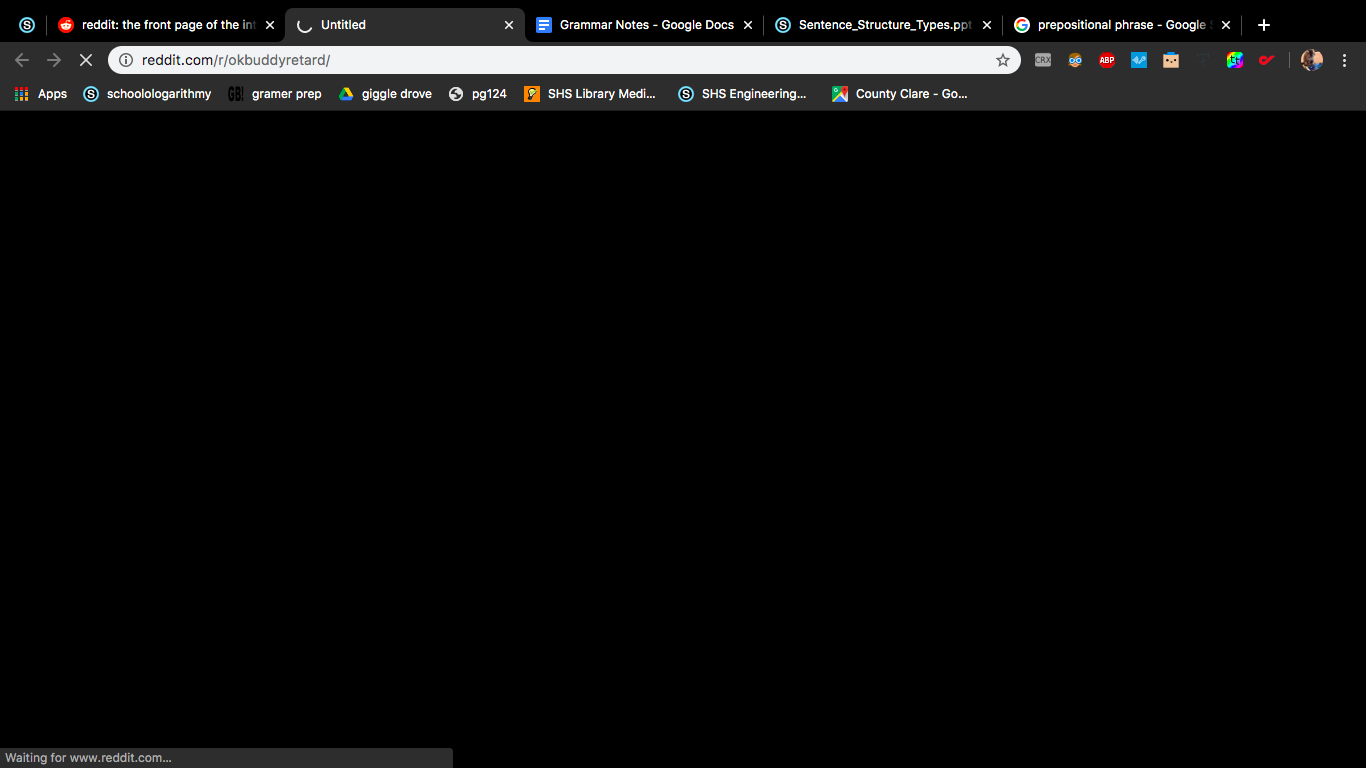 reddit: the front page of the int
Untitled
Grammar Notes - Google Docs
Sentence_Structure_Types.ppt
prepositional phrase - Google S
reddit.com/r/okbuddyretard/
CRX
ABP
Apps
schoolologarithmy
GB!
gramer prep
giggle drove
pg124
SHS Library Medi...
SHS Engineering...
County Clare - Go...
Waiting for www.reddit.com...